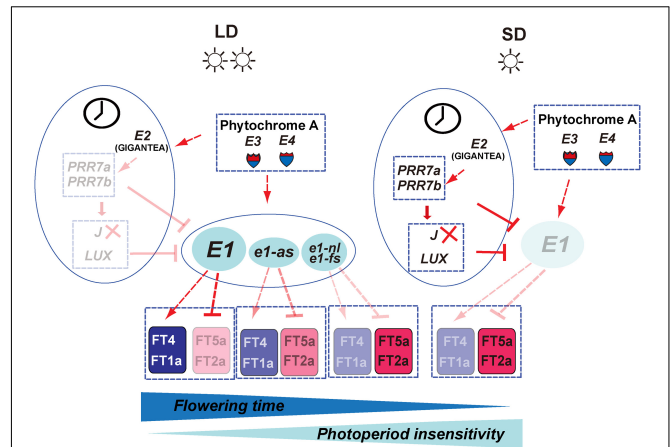 LD
SD
E2
(GIGANTEA)
PRR7a
PRR7b
J
LUX
Phytochrome A
E3 E4
E1
e1-as
e1-nl
e1-fs
FT4
FT1a
FT5a
FT2a
FT4
FT1a
FT5a
FT2a
FT4
FT1a
FT5a
FT2a
E2
(GIGANTEA)
PRR7a
PRR7b
J
LUX
Phytochrome A
E3 E4
E1
FT4
FT1a
FT5a
FT2a
Flowering time
Photoperiod insensitivity